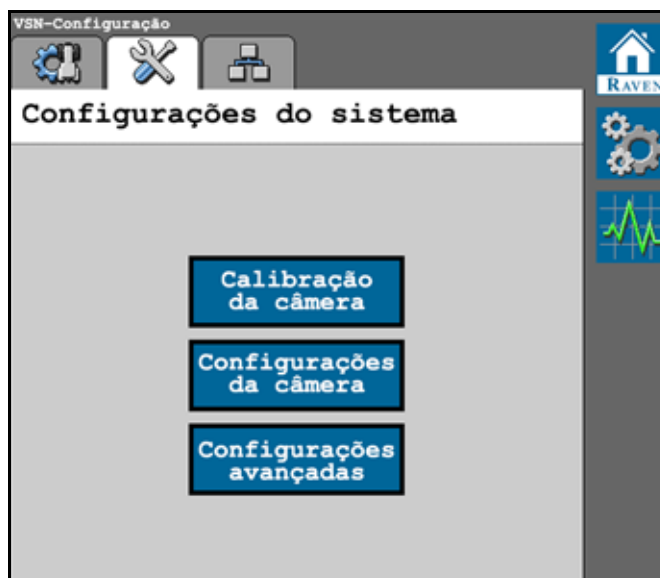 VSN-Configuração
Configurações do sistema
RAVEN
Calibração
da câmera
Configurações
da câmera
Configurações
avançadas